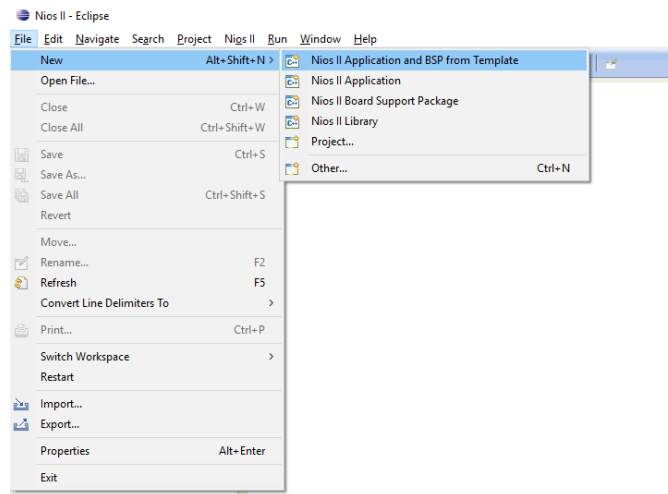 Nios II - Eclipse
File Edit Navigate Search Project Nios II Run Window Help
New Alt+Shift+N >
Open File...
Close Ctrl+W
Close All Ctrl+Shift+W
Save Ctrl+S
Save As...
Save All Ctrl+Shift+S
Revert
Move...
Rename... F2
Refresh F5
Convert Line Delimiters To >
Print... Ctrl+P
Switch Workspace >
Restart
Import...
Export...
Properties Alt+Enter
Exit
Nios II Application and BSP from Template
Nios II Application
Nios II Board Support Package
Nios II Library
Project...
Other... Ctrl+N